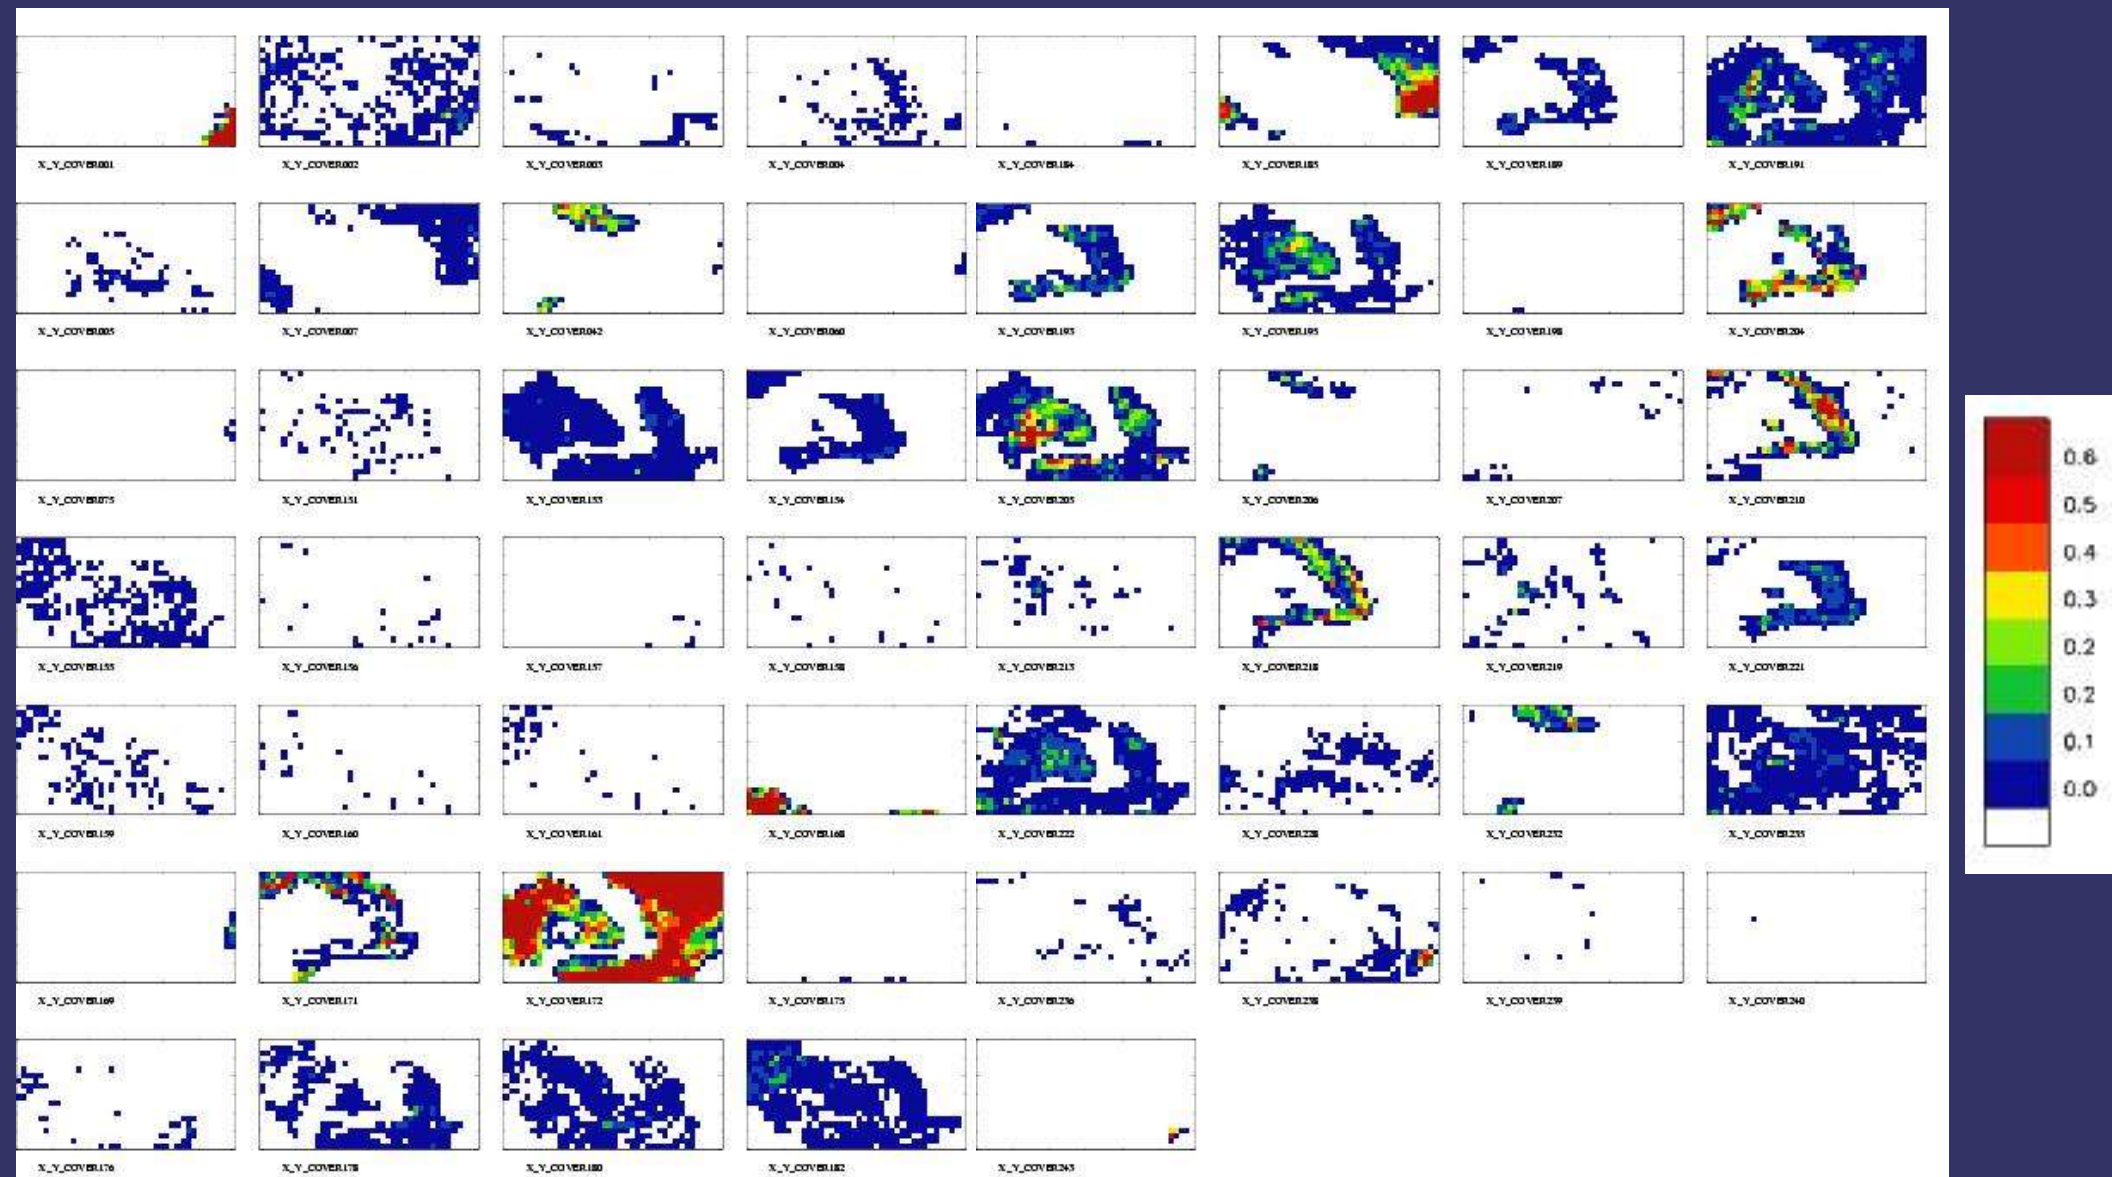 X_Y_COVER001 X_Y_COVER002 X_Y_COVER003 X_Y_COVER004 X_Y_COVER184 X_Y_COVER185 X_Y_COVER189 X_Y_COVER191
X_Y_COVER005 X_Y_COVER007 X_Y_COVER042 X_Y_COVER060 X_Y_COVER193 X_Y_COVER195 X_Y_COVER198 X_Y_COVER204
X_Y_COVER151 X_Y_COVER153 X_Y_COVER154 X_Y_COVER205 X_Y_COVER206 X_Y_COVER207 X_Y_COVER210
X_Y_COVER155 X_Y_COVER156 X_Y_COVER157 X_Y_COVER158 X_Y_COVER213 X_Y_COVER218 X_Y_COVER219 X_Y_COVER221
X_Y_COVER159 X_Y_COVER160 X_Y_COVER161 X_Y_COVER168 X_Y_COVER222 X_Y_COVER228 X_Y_COVER232
X_Y_COVER169 X_Y_COVER171 X_Y_COVER172 X_Y_COVER175 X_Y_COVER236 X_Y_COVER238 X_Y_COVER239 X_Y_COVER240
X_Y_COVER176 X_Y_COVER178 X_Y_COVER180 X_Y_COVER182 X_Y_COVER243
0.6
0.5
0.4
0.3
0.2
0.2
0.1
0.0